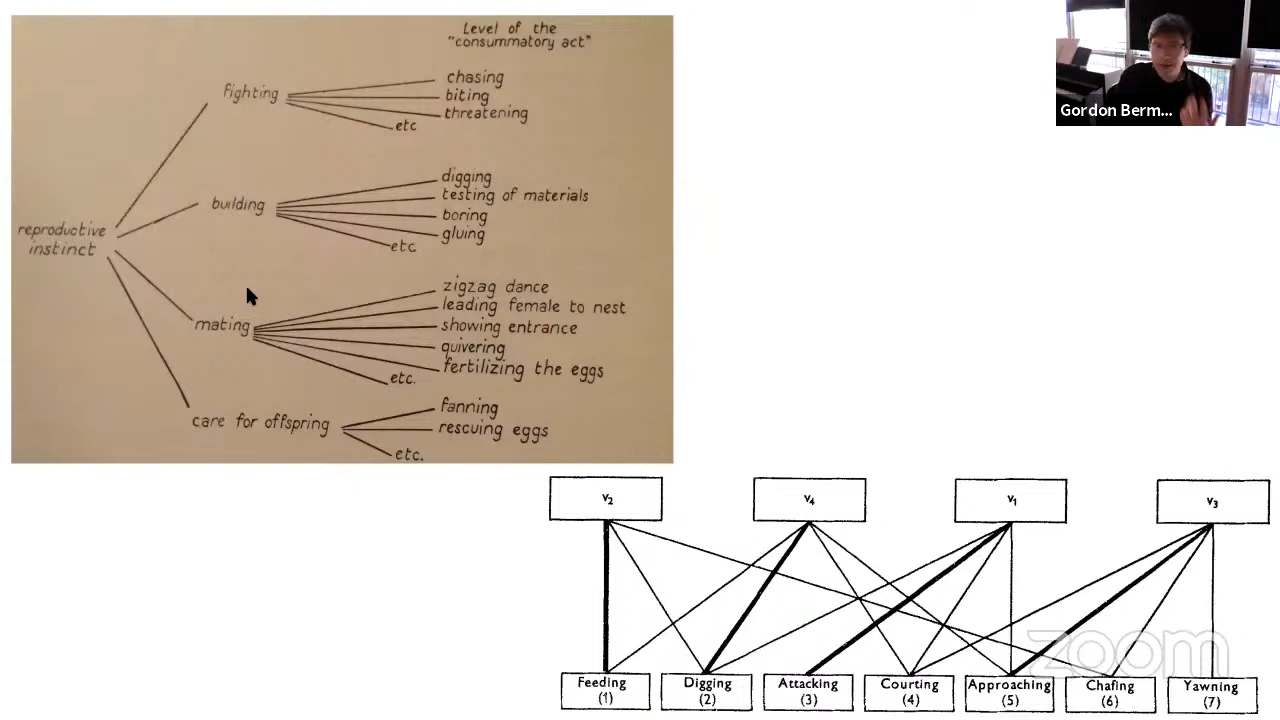 Level of the
"consummatory act"
fighting
chasing
biting
threatening
etc
reproductive
instinct
building
digging
testing of materials
boring
gluing
etc
mating
zigzag dance
leading female to nest
showing entrance
quivering
fertilizing the eggs
etc.
care for offspring
fanning
rescuing eggs
etc.
Gordon Berm...
v2
v4
v1
v3
Feeding
(1)
Digging
(2)
Attacking
(3)
Courting
(4)
Approaching
(5)
Chafing
(6)
Yawning
(7)
zoom